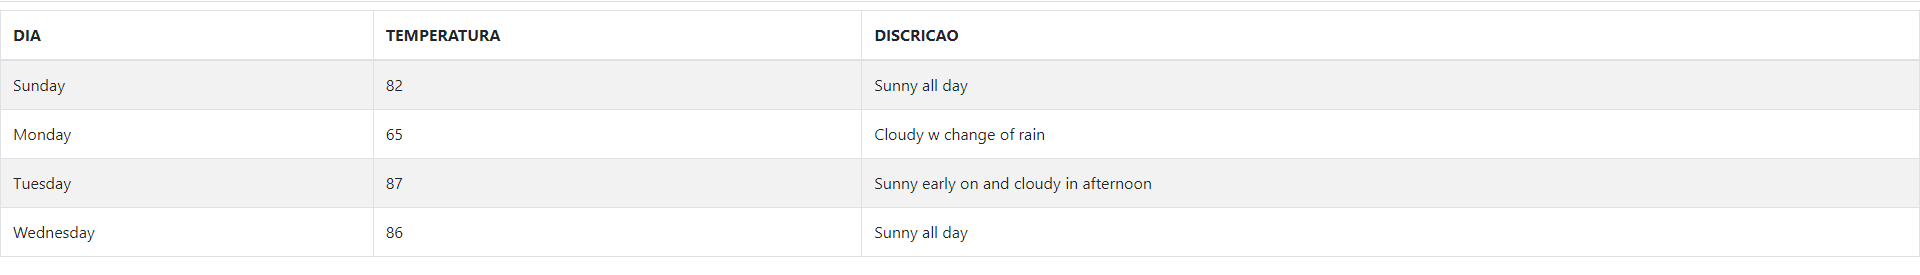 DIA TEMPERATURA DISCRICAO
Sunday 82 Sunny all day
Monday 65 Cloudy w change of rain
Tuesday 87 Sunny early on and cloudy in afternoon
Wednesday 86 Sunny all day